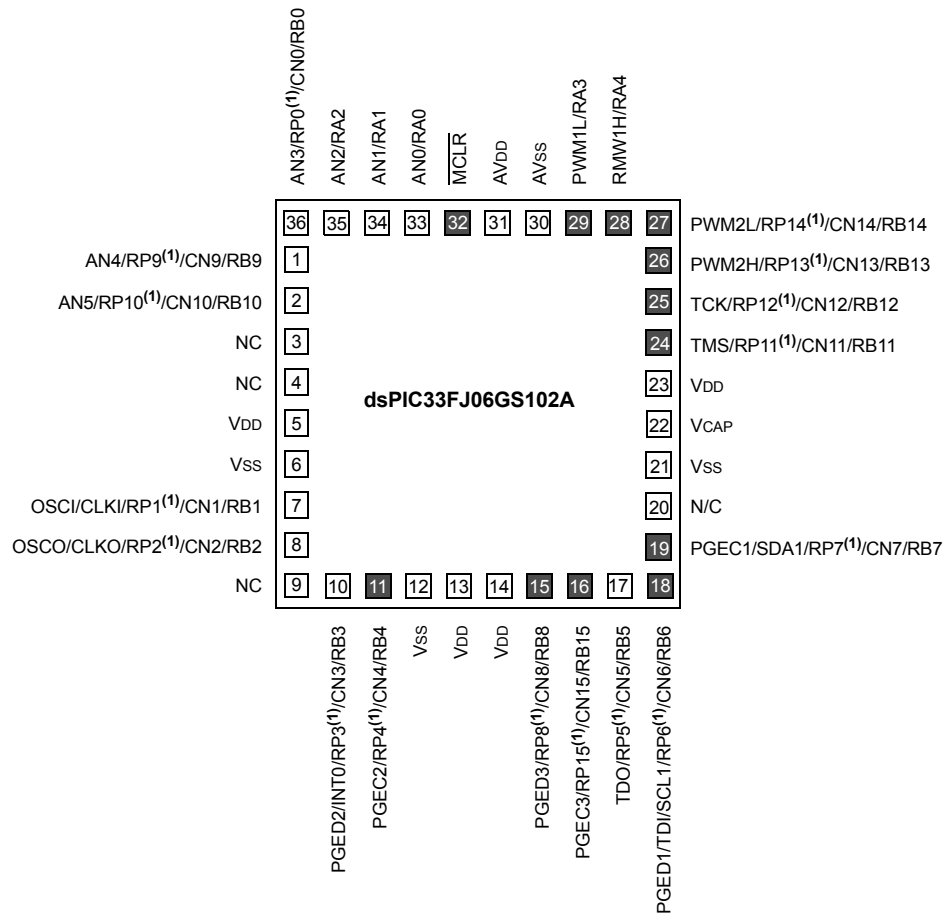 AN3/RP0(1)/CN0/RB0
AN2/RA2
AN1/RA1
AN0/RA0
MCLR
AVDD
AVSS
PWM1L/RA3
RMW1H/RA4
36 35 34 33 32 31 30 29 28 27 PWM2L/RP14(1)/CN14/RB14
AN4/RP9(1)/CN9/RB9 1 26 PWM2H/RP13(1)/CN13/RB13
AN5/RP10(1)/CN10/RB10 2 25 TCK/RP12(1)/CN12/RB12
NC 3 24 TMS/RP11(1)/CN11/RB11
NC 4 23 VDD
dsPIC33FJ06GS102A
VDD 5 22 VCAP
VSS 6 21 VSS
OSCI/CLKI/RP1(1)/CN1/RB1 7 20 N/C
OSCO/CLKO/RP2(1)/CN2/RB2 8 19 PGEC1/SDA1/RP7(1)/CN7/RB7
NC 9 10 11 12 13 14 15 16 17 18
PGED2/INT0/RP3(1)/CN3/RB3
PGEC2/RP4(1)/CN4/RB4
VSS
VDD
VDD
PGED3/RP8(1)/CN8/RB8
PGEC3/RP15(1)/CN15/RB15
TDO/RP5(1)/CN5/RB5
PGED1/TDI/SCL1/RP6(1)/CN6/RB6